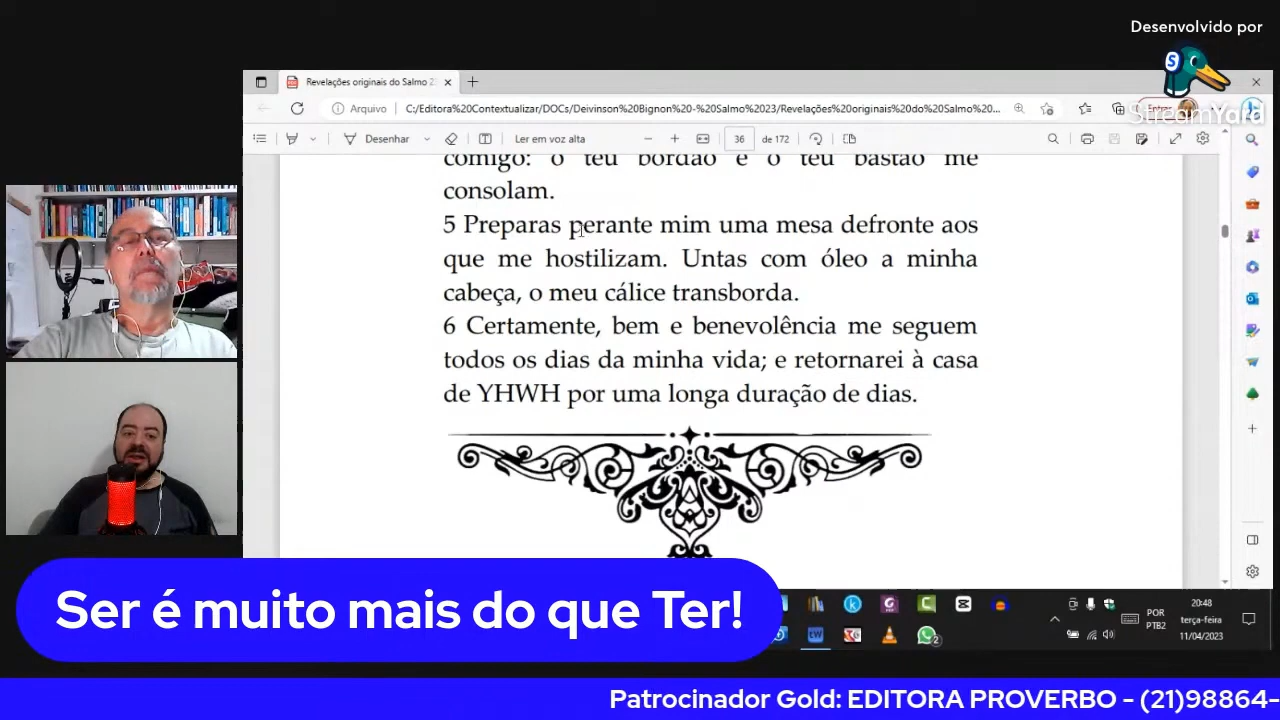 Desenvolvido por
StreamYard
Revelações originais do Salmo 2
Arquivo
C:/Editora%20Contextualizar/DOCs/Deivinson%20Bignon%20-%20Salmo%2023/Revelações%20originais%20do%20Salmo%20...
Entrar
Desenhar
Ler em voz alta
36 de 172
comigo: o teu bordão e o teu bastão me
consolam.
5 Preparas perante mim uma mesa defronte aos
que me hostilizam. Untas com óleo a minha
cabeça, o meu cálice transborda.
6 Certamente, bem e benevolência me seguem
todos os dias da minha vida; e retornarei à casa
de YHWH por uma longa duração de dias.
Ser é muito mais do que Ter!
POR
PTB2
20:48
terça-feira
11/04/2023
Patrocinador Gold: EDITORA PROVERBO - (21)98864-